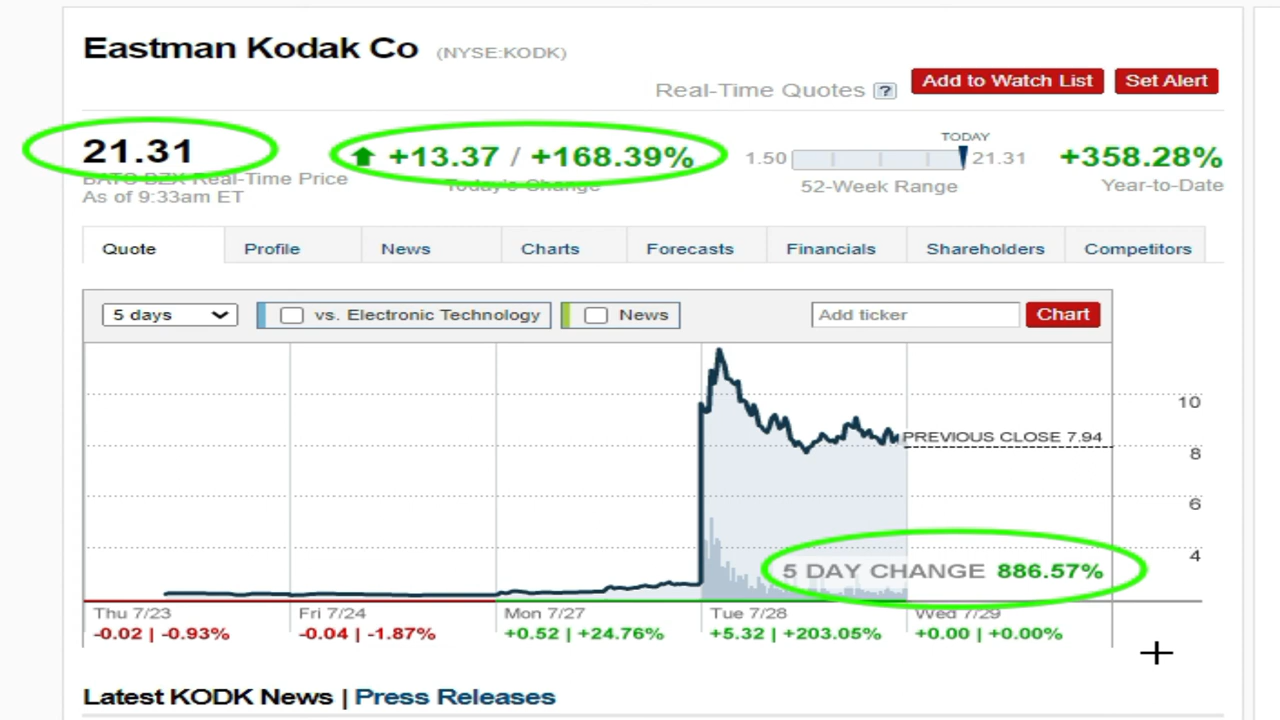 Eastman Kodak Co (NYSE:KODK)
Real-Time Quotes ? Add to Watch List Set Alert
TODAY
21.31 +13.37 / +168.39% 1.50 21.31 +358.28%
BATO BZX Real-Time Price Today's Change 52-Week Range Year-to-Date
As of 9:33am ET
Quote Profile News Charts Forecasts Financials Shareholders Competitors
5 days vs. Electronic Technology News Add ticker Chart
10
PREVIOUS CLOSE 7.94
8
6
4
5 DAY CHANGE 886.57%
Thu 7/23 Fri 7/24 Mon 7/27 Tue 7/28 Wed 7/29
-0.02 | -0.93% -0.04 | -1.87% +0.52 | +24.76% +5.32 | +203.05% +0.00 | +0.00%
Latest KODK News | Press Releases